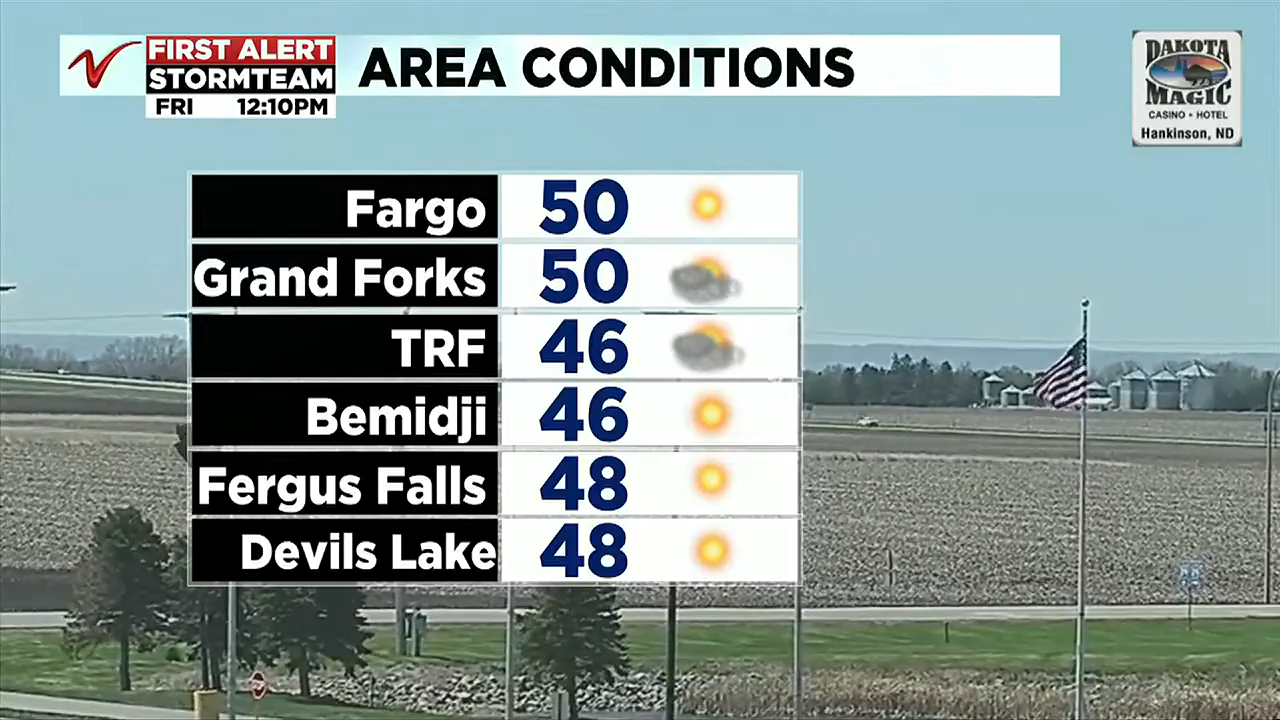 FIRST ALERT
STORMTEAM
FRI 12:10PM
AREA CONDITIONS
DAKOTA
MAGIC
CASINO • HOTEL
Hankinson, ND
Fargo 50
Grand Forks 50
TRF 46
Bemidji 46
Fergus Falls 48
Devils Lake 48